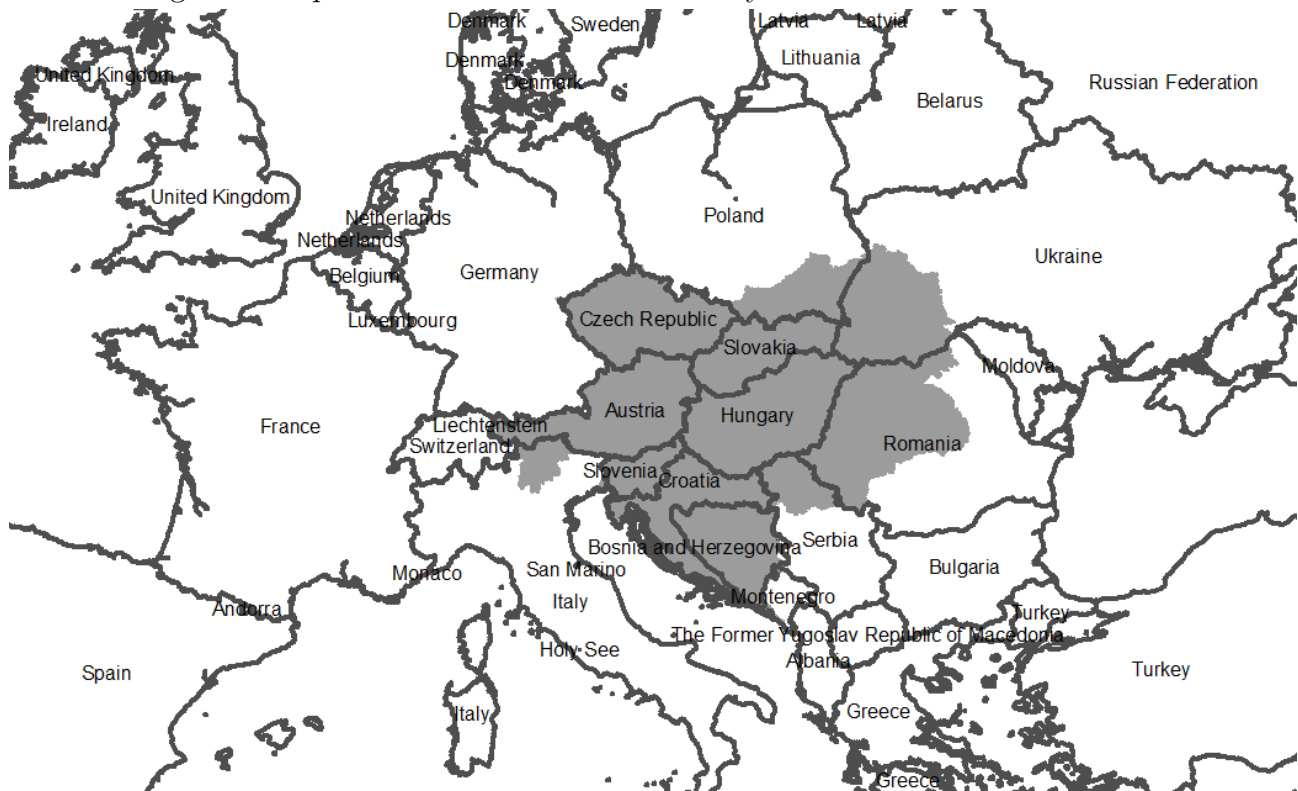 Denmark
Sweden
Latvia
Latvia
Denmark
Lithuania
United Kingdom
Denmark
Russian Federation
Belarus
Ireland
United Kingdom
Netherlands
Poland
Netherlands
Ukraine
Belgium
Germany
Luxembourg
Czech Republic
Slovakia
Moldova
Austria
Hungary
France
Liechtenstein
Switzerland
Romania
Slovenia
Croatia
Bosnia and Herzegovina
Serbia
Monaco
San Marino
Bulgaria
Italy
Montenegro
Andorra
Turkey
The Former Yugoslav Republic of Macedonia
Holy See
Albania
Spain
Turkey
Italy
Greece
Greece